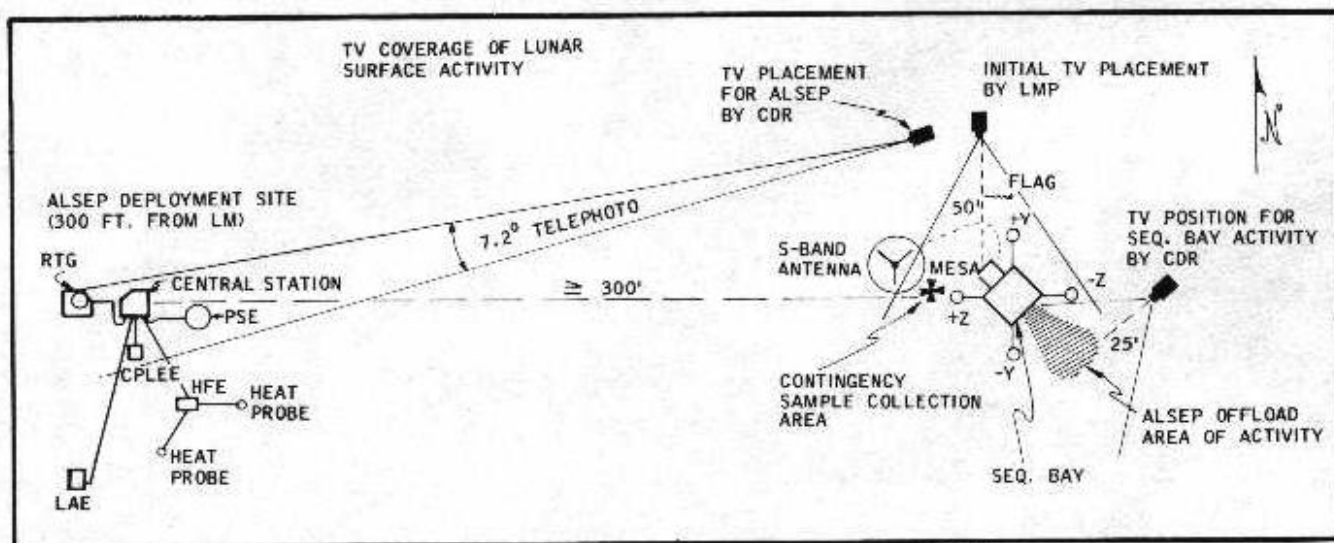 TV COVERAGE OF LUNAR
SURFACE ACTIVITY
TV PLACEMENT
FOR ALSEP
BY CDR
INITIAL TV PLACEMENT
BY LMP
N
ALSEP DEPLOYMENT SITE
(300 FT. FROM LM)
RTG
CENTRAL STATION
PSE
CPLEE
HFE
HEAT
PROBE
HEAT
PROBE
LAE
7.2° TELEPHOTO
≥ 300'
S-BAND
ANTENNA
MESA
FLAG
50'
+Y
-Z
+Z
-Y
TV POSITION FOR
SEQ. BAY ACTIVITY
BY CDR
25'
CONTINGENCY
SAMPLE COLLECTION
AREA
SEQ. BAY
ALSEP OFFLOAD
AREA OF ACTIVITY